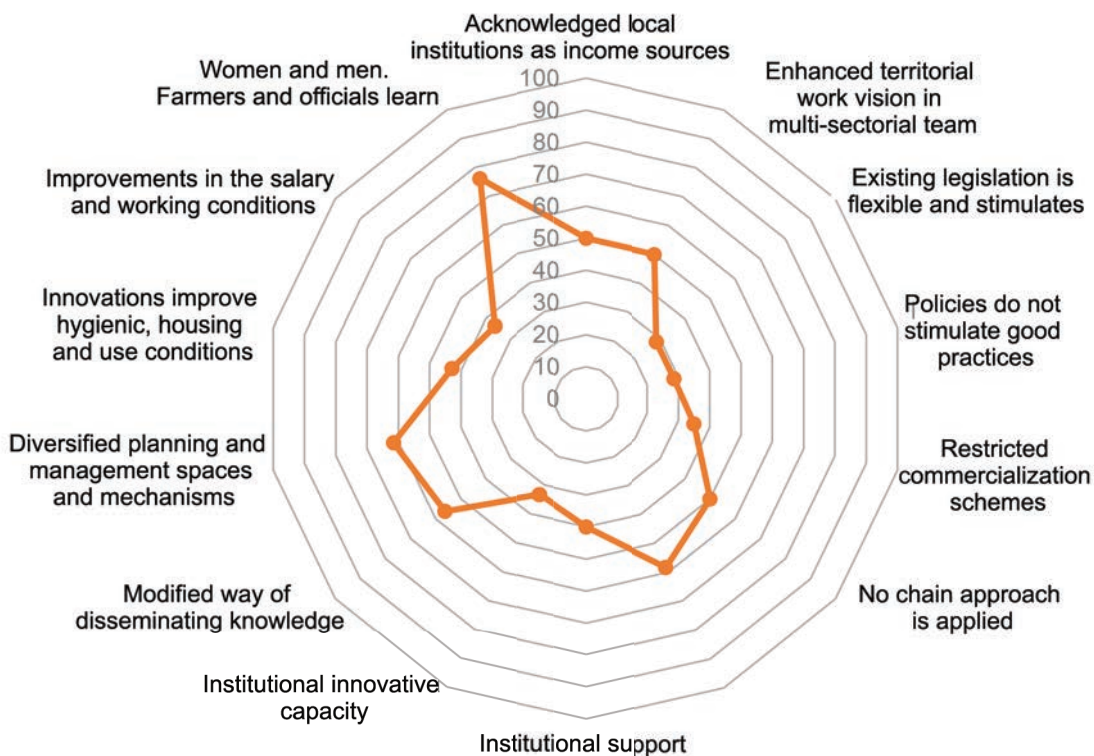 Acknowledged local
institutions as income sources
Enhanced territorial
work vision in
multi-sectorial team
Existing legislation is
flexible and stimulates
Policies do not
stimulate good
practices
Restricted
commercialization
schemes
No chain approach
is applied
Institutional support
Institutional innovative
capacity
Modified way of
disseminating knowledge
Diversified planning and
management spaces
and mechanisms
Innovations improve
hygienic, housing
and use conditions
Improvements in the salary
and working conditions
Women and men.
Farmers and officials learn
100
90
80
70
60
50
40
30
20
10
0